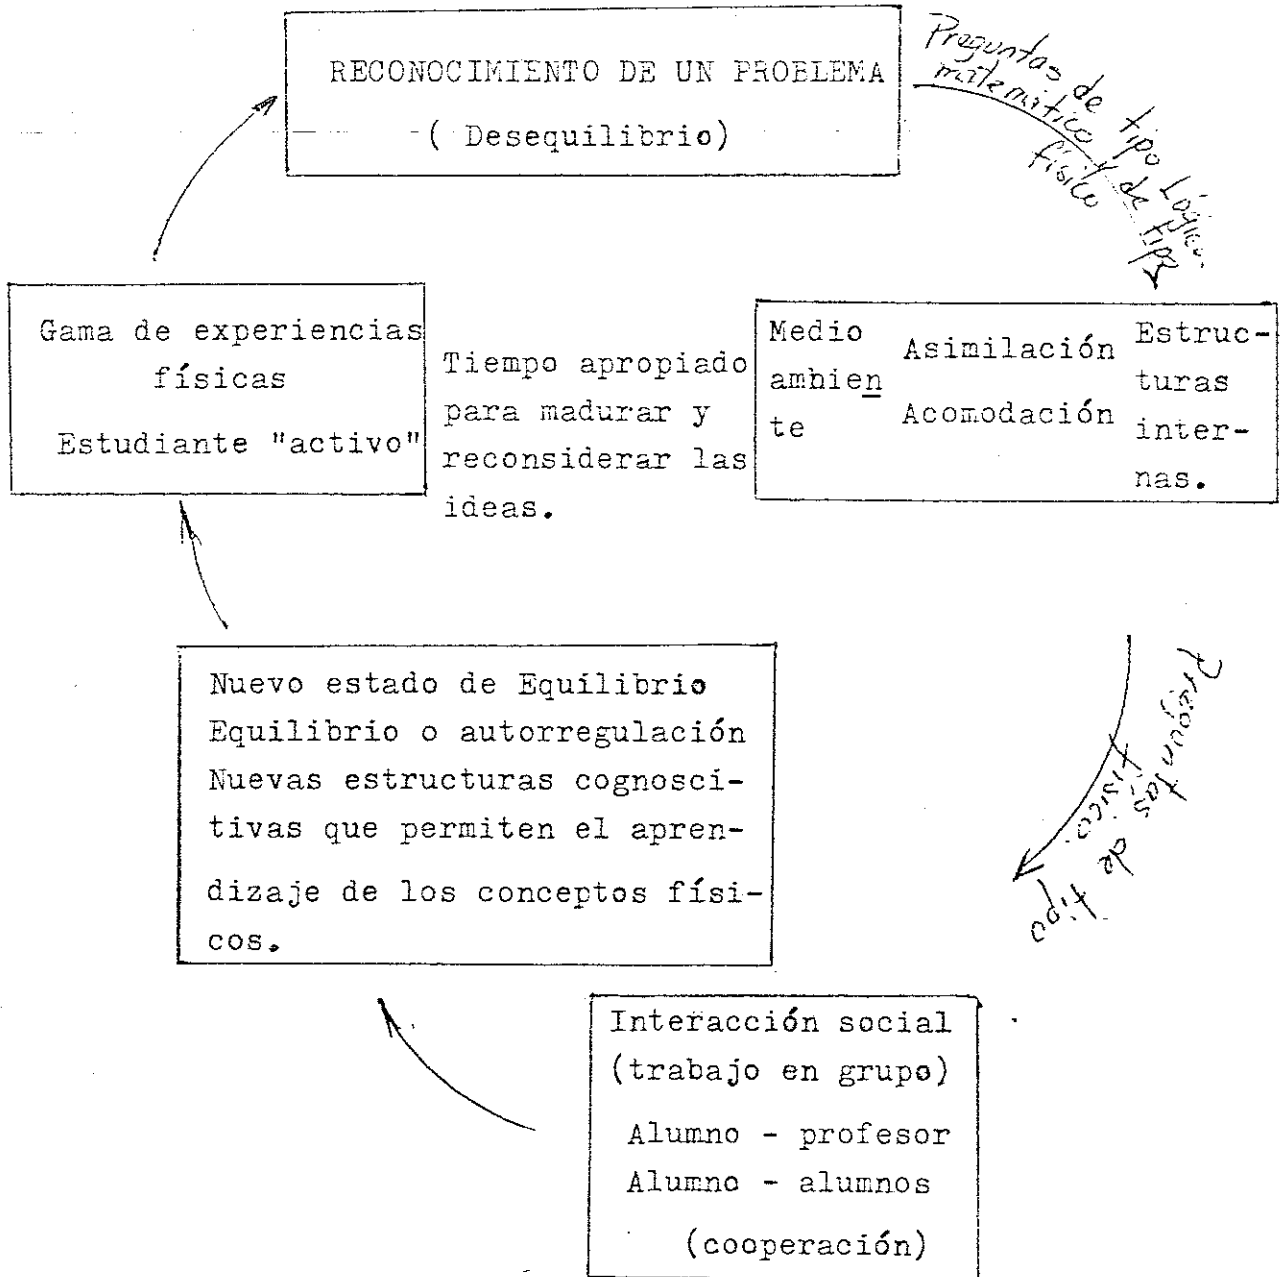 RECONOCIMIENTO DE UN PROBLEMA
( Desequilibrio)
Preguntas de tipo Lógico
matemático y de tipo
físico
Gama de experiencias
físicas
Estudiante "activo"
Tiempo apropiado
para madurar y
reconsiderar las
ideas.
Medio
ambien
te
Asimilación
Acomodación
Estruc-
turas
inter-
nas.
Preguntas de tipo
físico.
Nuevo estado de Equilibrio
Equilibrio o autorregulación
Nuevas estructuras cognosci-
tivas que permiten el apren-
dizaje de los conceptos físi-
cos.
Interacción social
(trabajo en grupo)
Alumno - profesor
Alumno - alumnos
(cooperación)